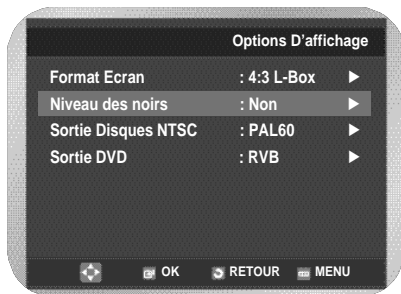 Options D'affichage
Format Ecran : 4:3 L-Box ►
Niveau des noirs : Non ►
Sortie Disques NTSC : PAL60 ►
Sortie DVD : RVB ►
OK RETOUR MENU